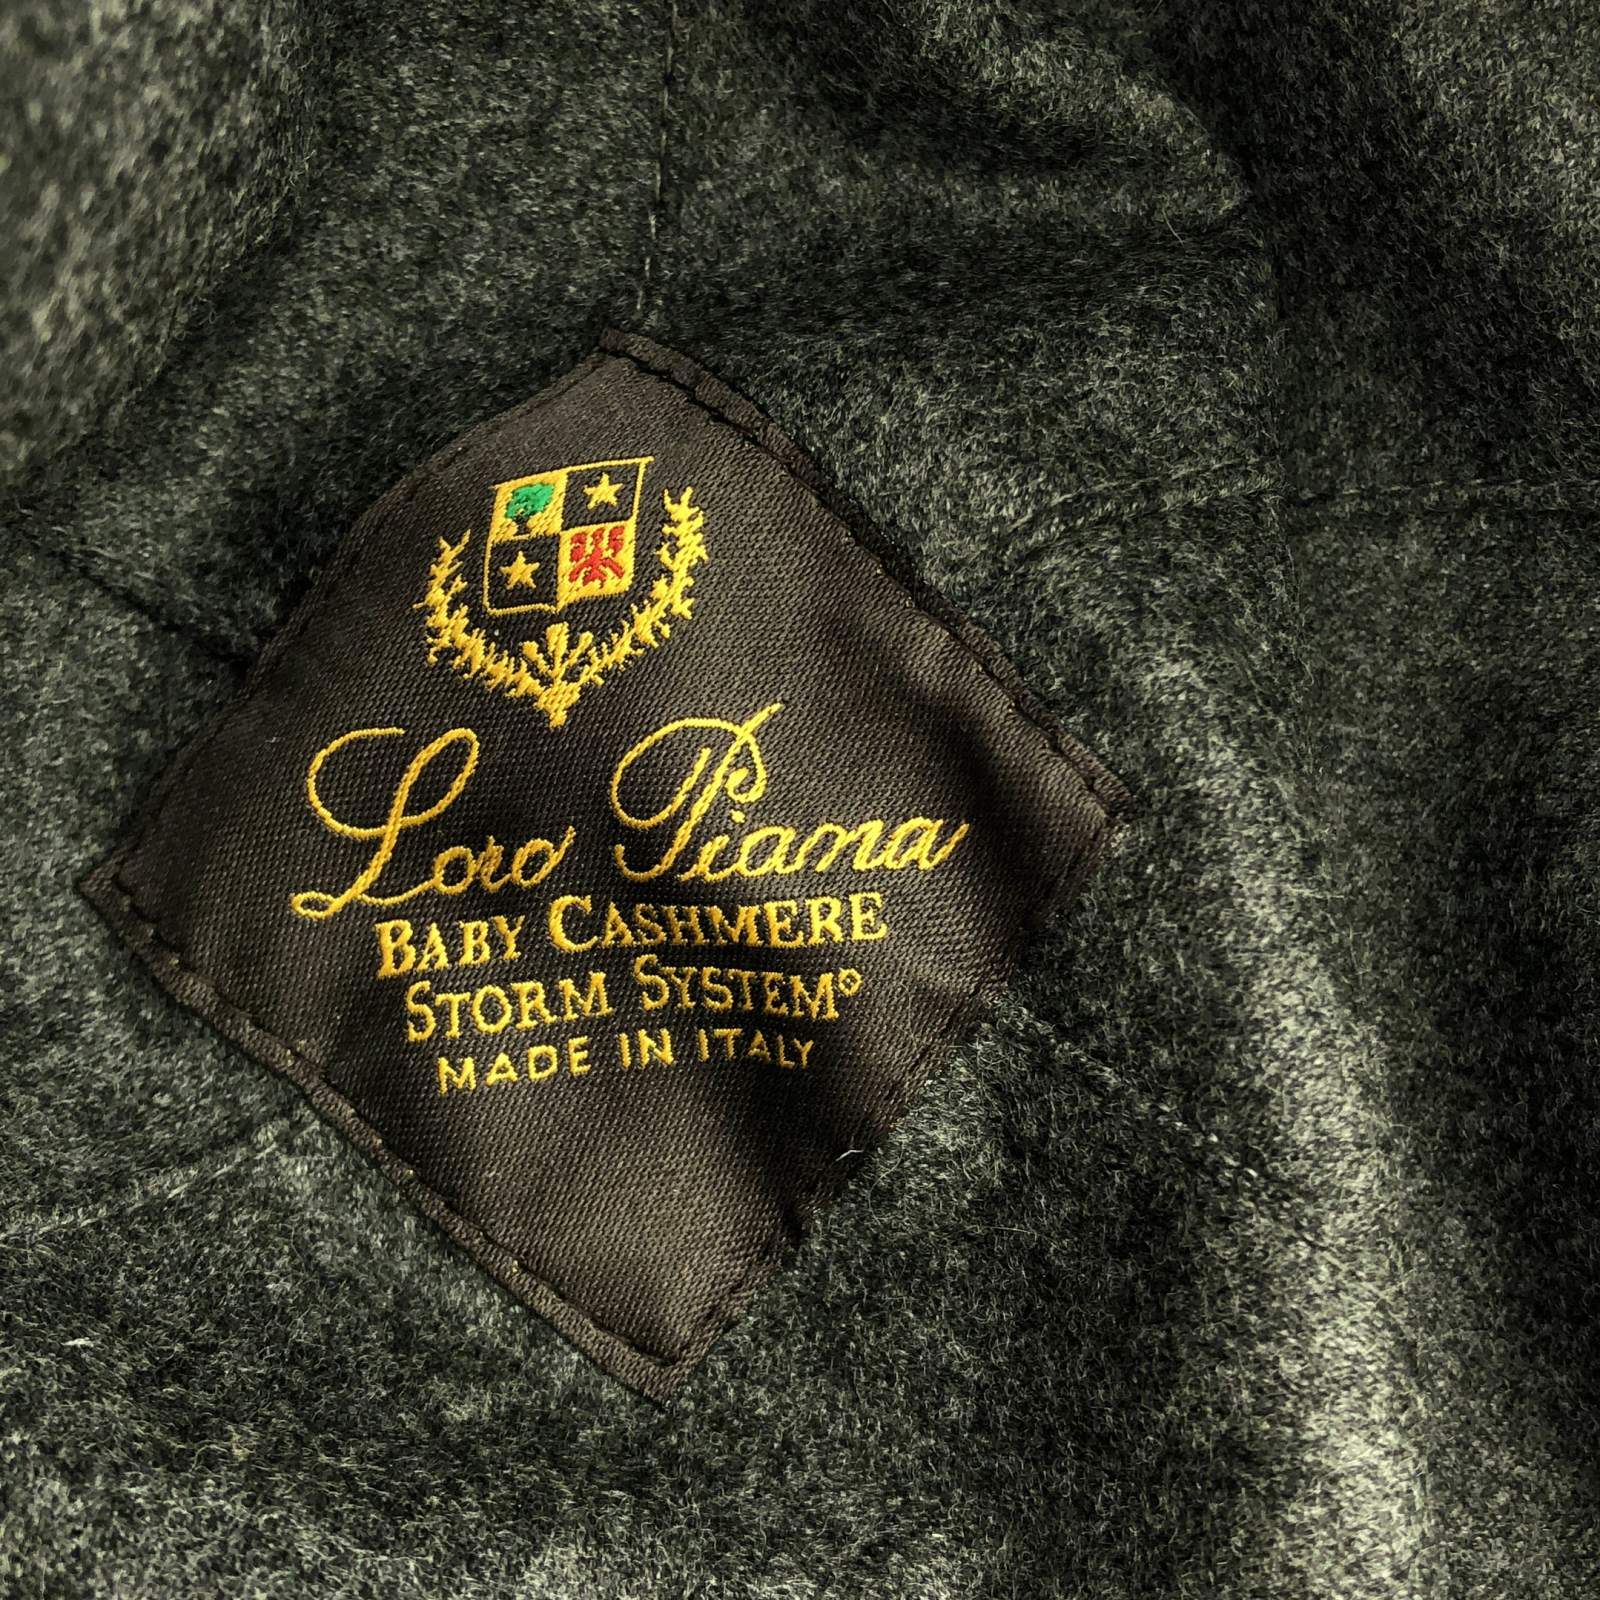 Loro Piana
BABY CASHMERE
STORM SYSTEM®
MADE IN ITALY